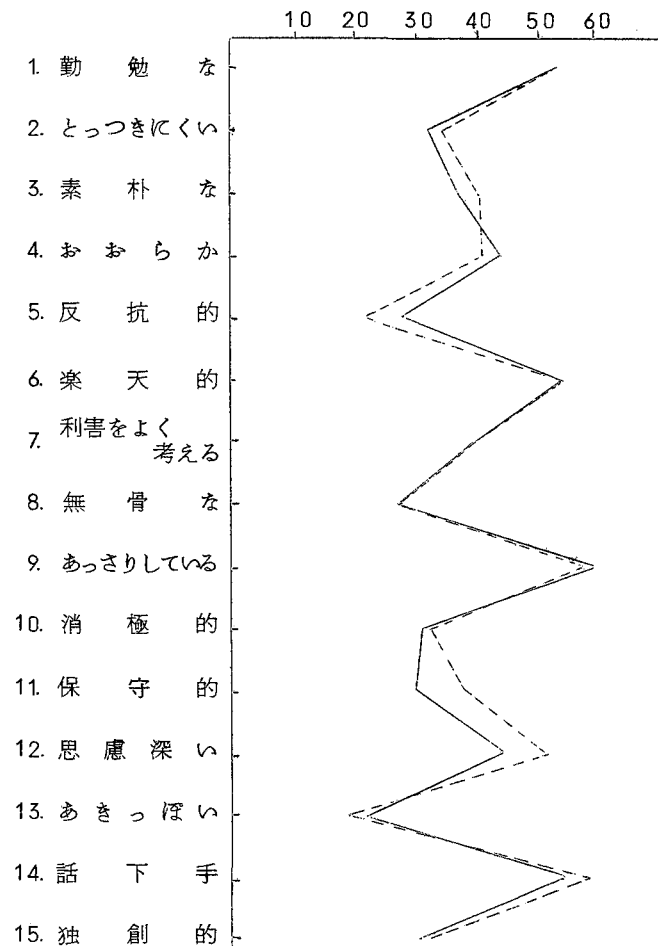 10 20 30 40 50 60
1. 勤勉な
2. とっつきにくい
3. 素朴な
4. おおらか
5. 反抗的
6. 楽天的
7. 利害をよく
考える
8. 無骨な
9. あっさりしている
10. 消極的
11. 保守的
12. 思慮深い
13. あきっぽい
14. 話下手
15. 独創的